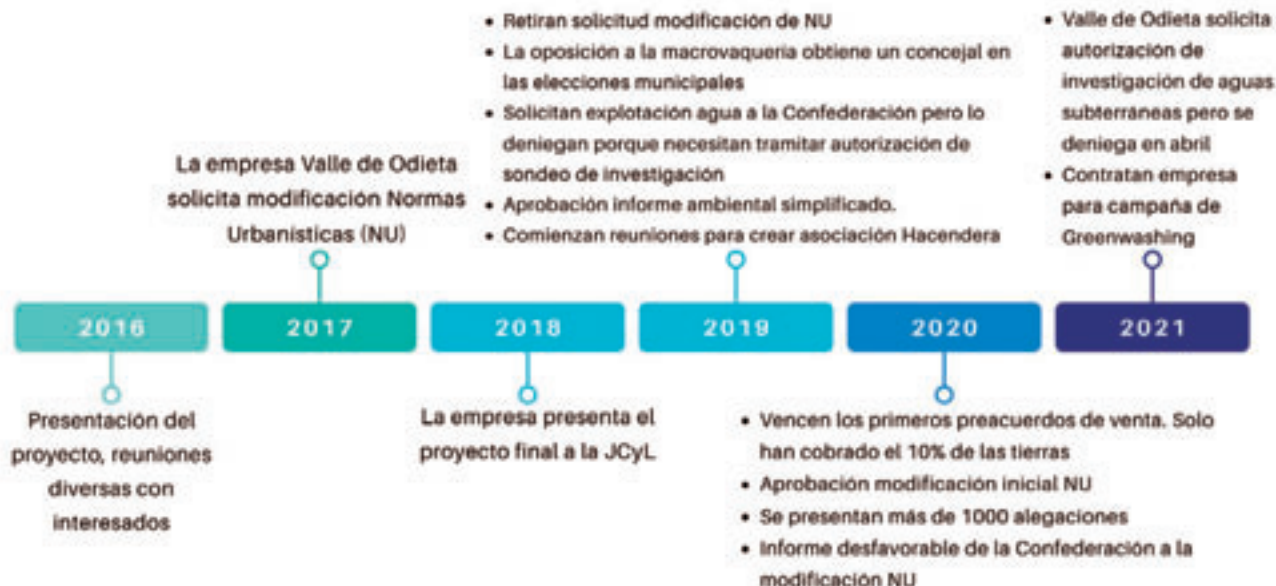 2016
Presentación del
proyecto, reuniones
diversas con
interesados
La empresa Valle de Odieta
solicita modificación Normas
Urbanísticas (NU)
2017
2018
La empresa presenta el
proyecto final a la JCyL
• Retiran solicitud modificación de NU
• La oposición a la macrovaquería obtiene un concejal en
las elecciones municipales
• Solicitan explotación agua a la Confederación pero lo
deniegan porque necesitan tramitar autorización de
sondeo de investigación
• Aprobación informe ambiental simplificado.
• Comienzan reuniones para crear asociación Hacendera
2019
2020
• Vencen los primeros preacuerdos de venta. Solo
han cobrado el 10% de las tierras
• Aprobación modificación inicial NU
• Se presentan más de 1000 alegaciones
• Informe desfavorable de la Confederación a la
modificación NU
• Valle de Odieta solicita
autorización de
investigación de aguas
subterráneas pero se
deniega en abril
• Contratan empresa
para campaña de
Greenwashing
2021